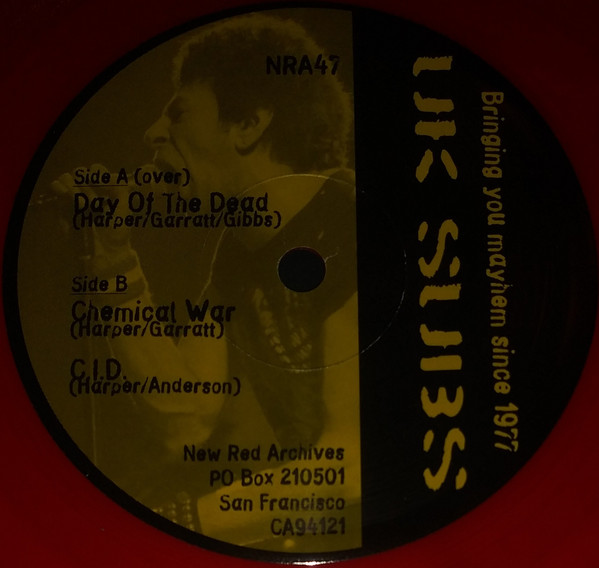 NRA47
Side A (over)
Day Of The Dead
(Harper/Garratt/Gibbs)
Side B
Chemical War
(Harper/Garratt)
C.I.D.
(Harper/Anderson)
New Red Archives
PO Box 210501
San Francisco
CA94121
UK SUBS
Bringing you mayhem since 1977